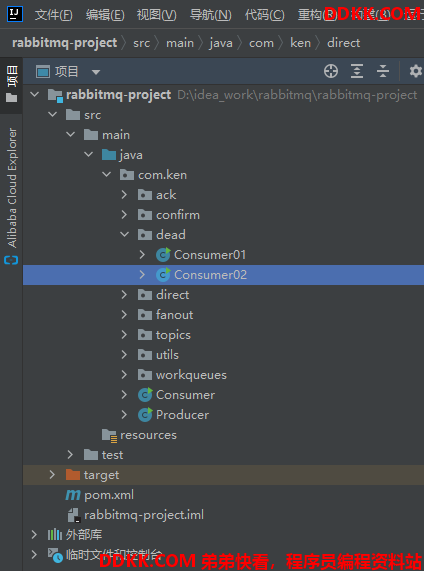 文件(F) 编辑(E) 视图(V) 导航(N) 代码(C) 重构(R)
DDKK.COM
rabbitmq-project src main java com ken direct
项目
Alibaba Cloud Explorer
项目
rabbitmq-project D:\idea_work\rabbitmq\rabbitmq-project
src
main
java
com.ken
ack
confirm
dead
Consumer01
Consumer02
direct
fanout
topics
utils
workqueues
Consumer
Producer
resources
test
target
pom.xml
rabbitmq-project.iml
外部库
临时文件和控制台
DDKK.COM 弟弟快看，程序员编程资料站